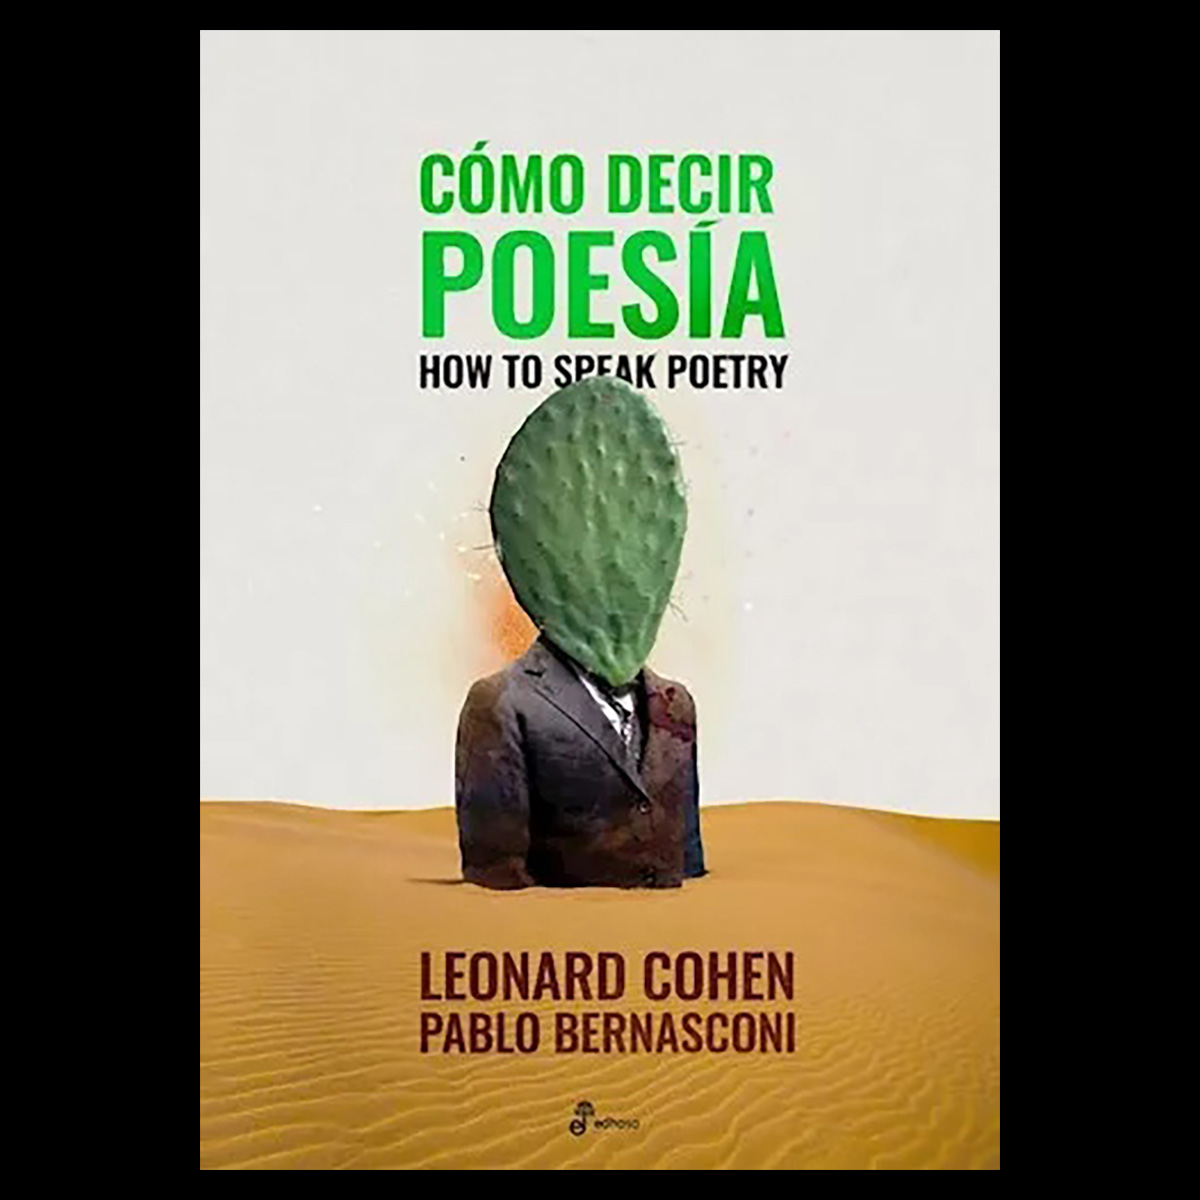 CÓMO DECIR
POESÍA
HOW TO SPEAK POETRY
LEONARD COHEN
PABLO BERNASCONI
edhasa